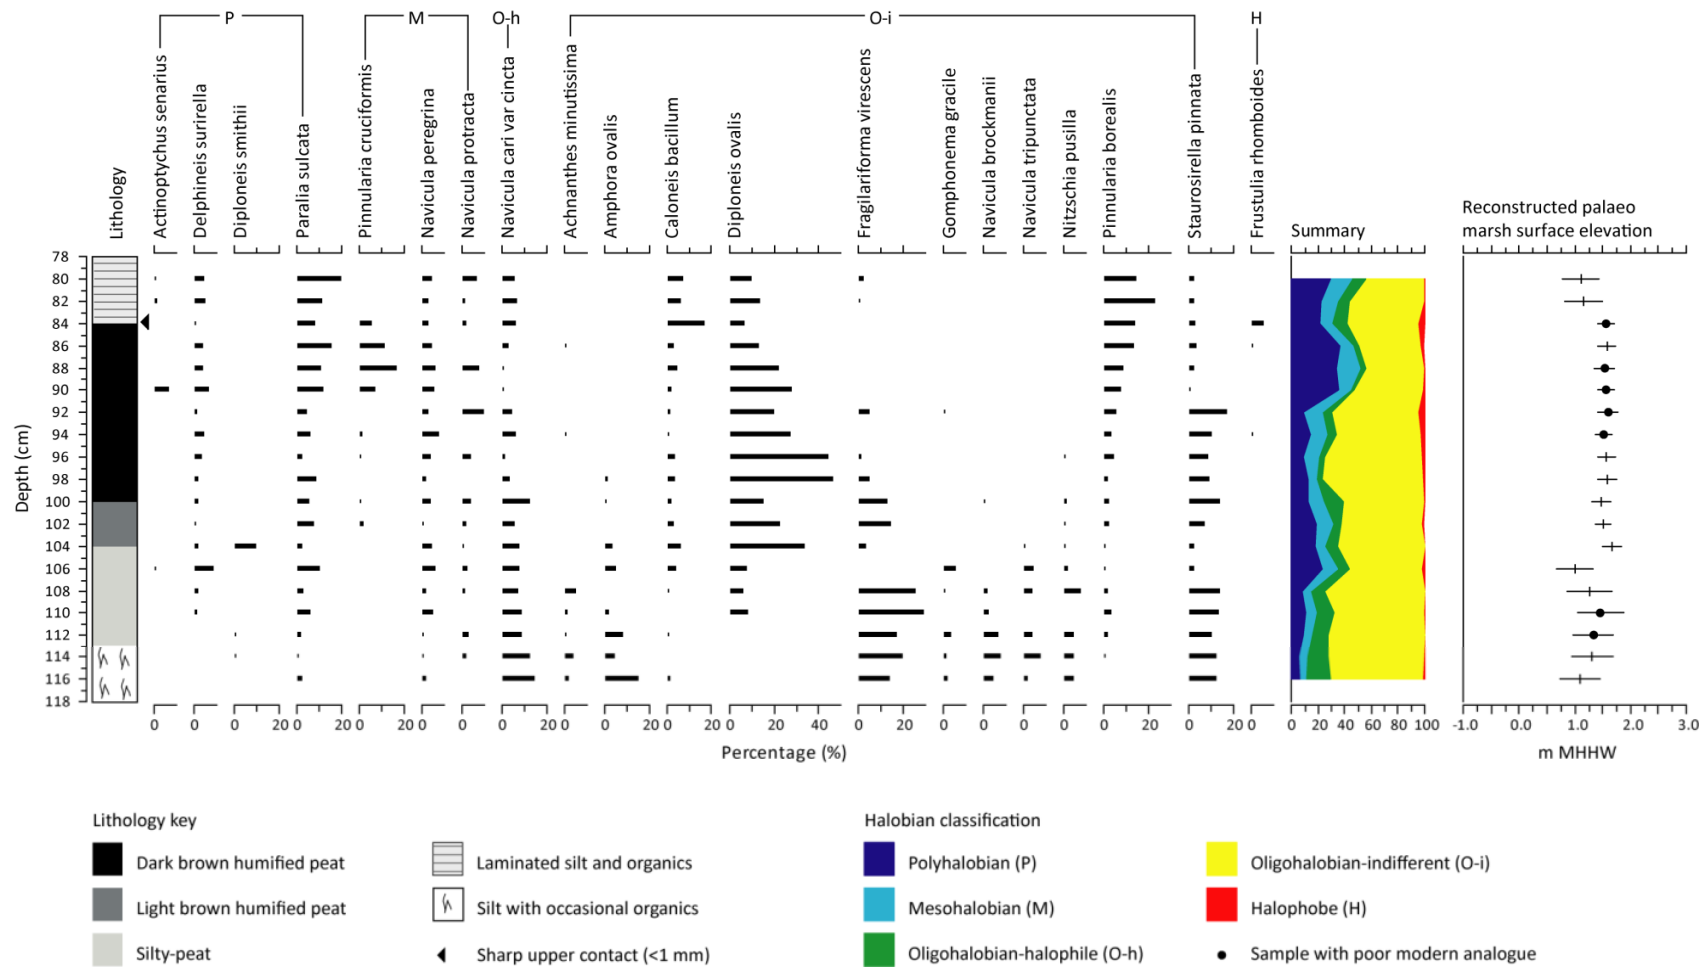 P M O-h O-i H
Lithology
Actinoptychus senarius
Delphineis surirella
Diploneis smithii
Paralia sulcata
Pinnularia cruciformis
Navicula peregrina
Navicula protracta
Navicula cari var cincta
Achnanthes minutissima
Amphora ovalis
Caloneis bacillum
Diploneis ovalis
Fragilariforma virescens
Gomphonema gracile
Navicula brockmanii
Navicula tripunctata
Nitzschia pusilla
Pinnularia borealis
Staurosirella pinnata
Frustulia rhomboides
Summary
Reconstructed palaeo
marsh surface elevation
Depth (cm)
78
80
82
84
86
88
90
92
94
96
98
100
102
104
106
108
110
112
114
116
118
0 0 0 20 0 20 0 20 0 0 0 20 0 0 20 0 0 20 40 0 20 0 0 0 0 0 20 0 20 0 0 20 40 60 80 100 -1.0 0.0 1.0 2.0 3.0
Percentage (%)
m MHHW
Lithology key
Dark brown humified peat
Light brown humified peat
Silty-peat
Laminated silt and organics
Silt with occasional organics
Sharp upper contact (<1 mm)
Halobian classification
Polyhalobian (P)
Mesohalobian (M)
Oligohalobian-halophile (O-h)
Oligohalobian-indifferent (O-i)
Halophobe (H)
Sample with poor modern analogue